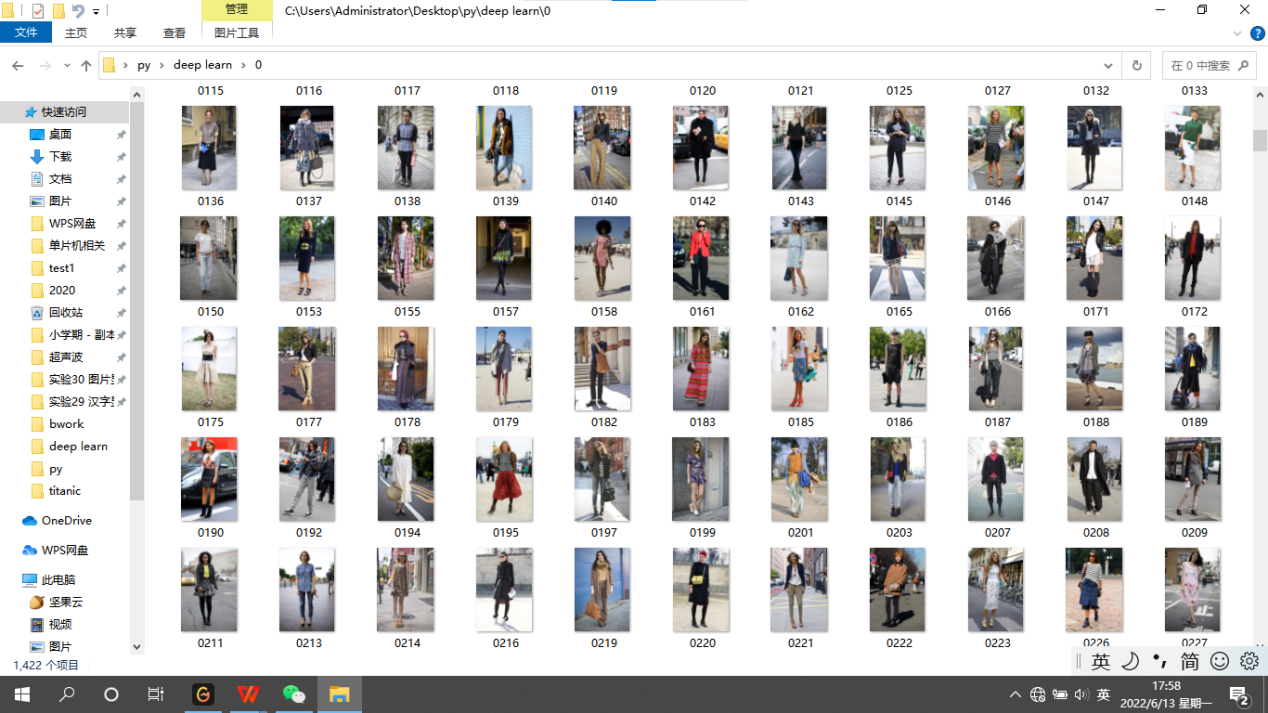 管理
C:\Users\Administrator\Desktop\py\deep learn\0
文件 主页 共享 查看 图片工具
py deep learn 0
在 0 中搜索
快速访问
桌面
下载
文档
图片
WPS网盘
单片机相关
test1
2020
回收站
小学期 - 副本
超声波
实验30 图片
实验29 汉字
bwork
deep learn
py
titanic
OneDrive
WPS网盘
此电脑
坚果云
视频
图片
0115 0116 0117 0118 0119 0120 0121 0125 0127 0132 0133
0136 0137 0138 0139 0140 0142 0143 0145 0146 0147 0148
0150 0153 0155 0157 0158 0161 0162 0165 0166 0171 0172
0175 0177 0178 0179 0182 0183 0185 0186 0187 0188 0189
0190 0192 0194 0195 0197 0199 0201 0203 0207 0208 0209
0211 0213 0214 0216 0219 0220 0221 0222 0223 0226 0227
1,422 个项目
英 简
英
17:58
2022/6/13 星期一
2